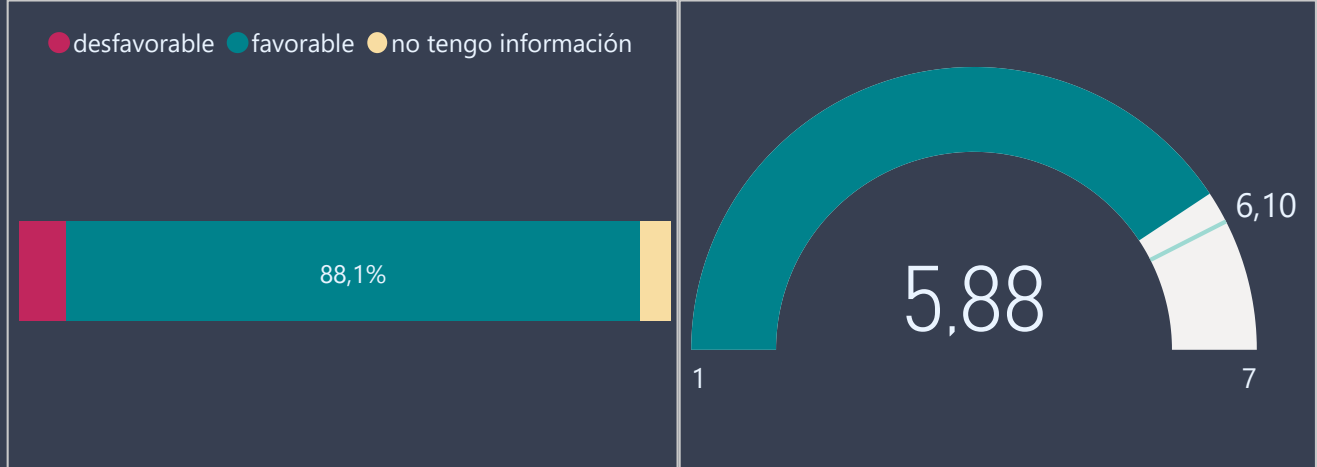 desfavorable favorable no tengo información
88,1%
6,10
5,88
1 7